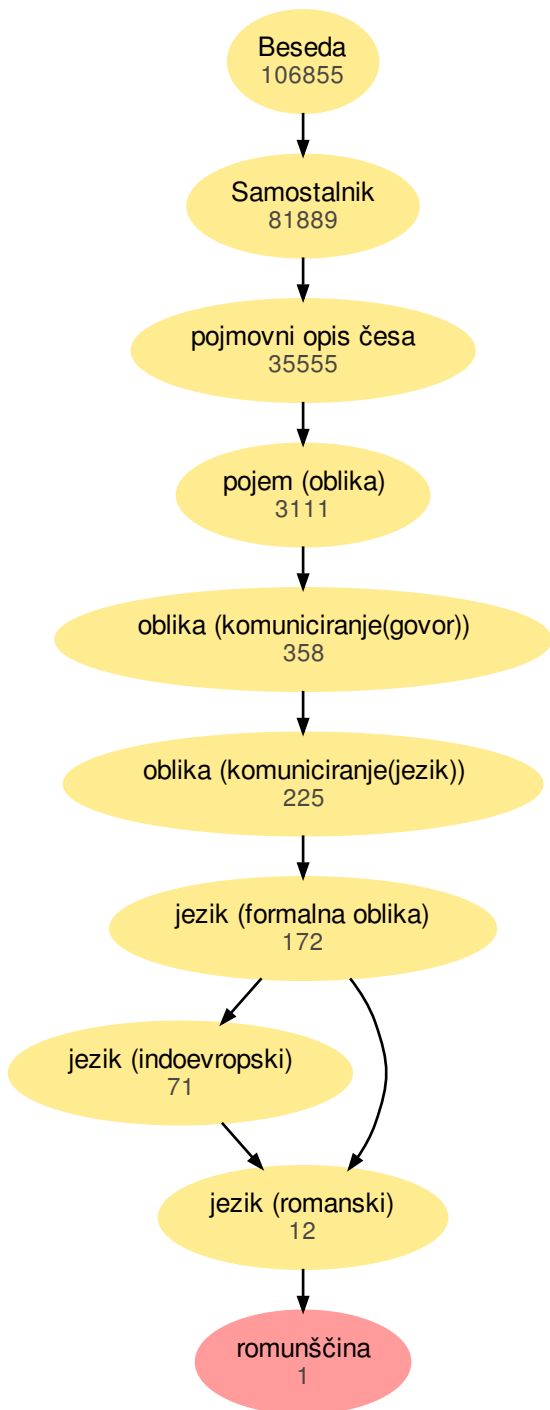 Beseda
106855
Samostalnik
81889
pojmovni opis česa
35555
pojem (oblika)
3111
oblika (komuniciranje(govor))
358
oblika (komuniciranje(jezik))
225
jezik (formalna oblika)
172
jezik (indoevropski)
71
jezik (romanski)
12
romunščina
1